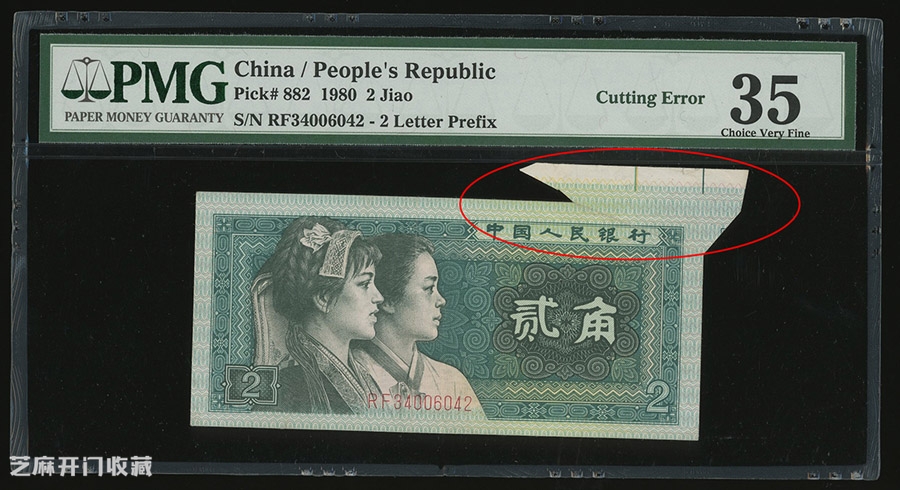 PMG
PAPER MONEY GUARANTY
China / People's Republic
Pick# 882 1980 2 Jiao
S/N RF34006042 - 2 Letter Prefix
Cutting Error
35
Choice Very Fine
中国人民银行
贰角
2
2
RF34006042
芝麻开门收藏